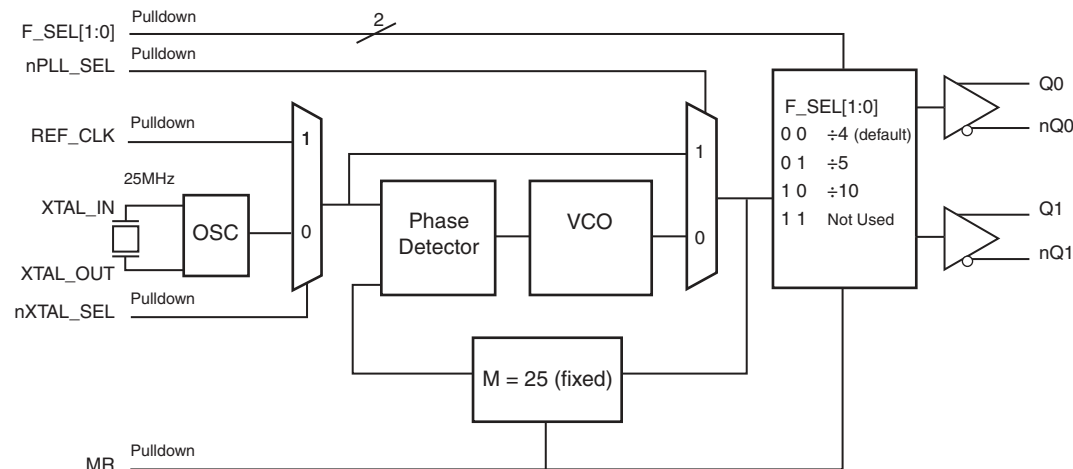 F_SEL[1:0]
Pulldown
2
nPLL_SEL
Pulldown
REF_CLK
Pulldown
1
25MHz
XTAL_IN
OSC
0
XTAL_OUT
nXTAL_SEL
Pulldown
Phase
Detector
VCO
1
0
M = 25 (fixed)
F_SEL[1:0]
0 0 ÷4 (default)
0 1 ÷5
1 0 ÷10
1 1 Not Used
Q0
nQ0
Q1
nQ1
MR
Pulldown